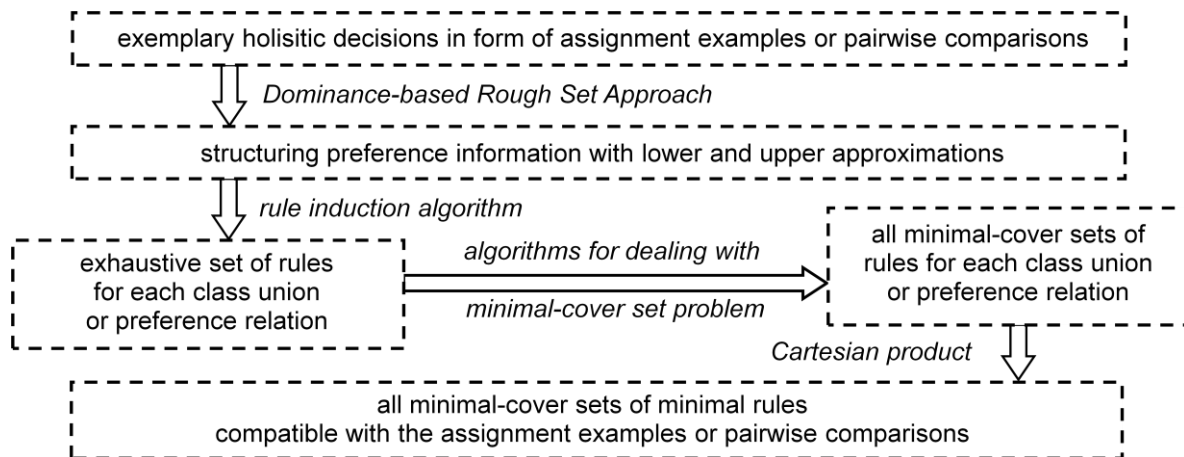 exemplary holisitic decisions in form of assignment examples or pairwise comparisons
Dominance-based Rough Set Approach
structuring preference information with lower and upper approximations
rule induction algorithm
exhaustive set of rules
for each class union
or preference relation
algorithms for dealing with
minimal-cover set problem
all minimal-cover sets of
rules for each class union
or preference relation
Cartesian product
all minimal-cover sets of minimal rules
compatible with the assignment examples or pairwise comparisons